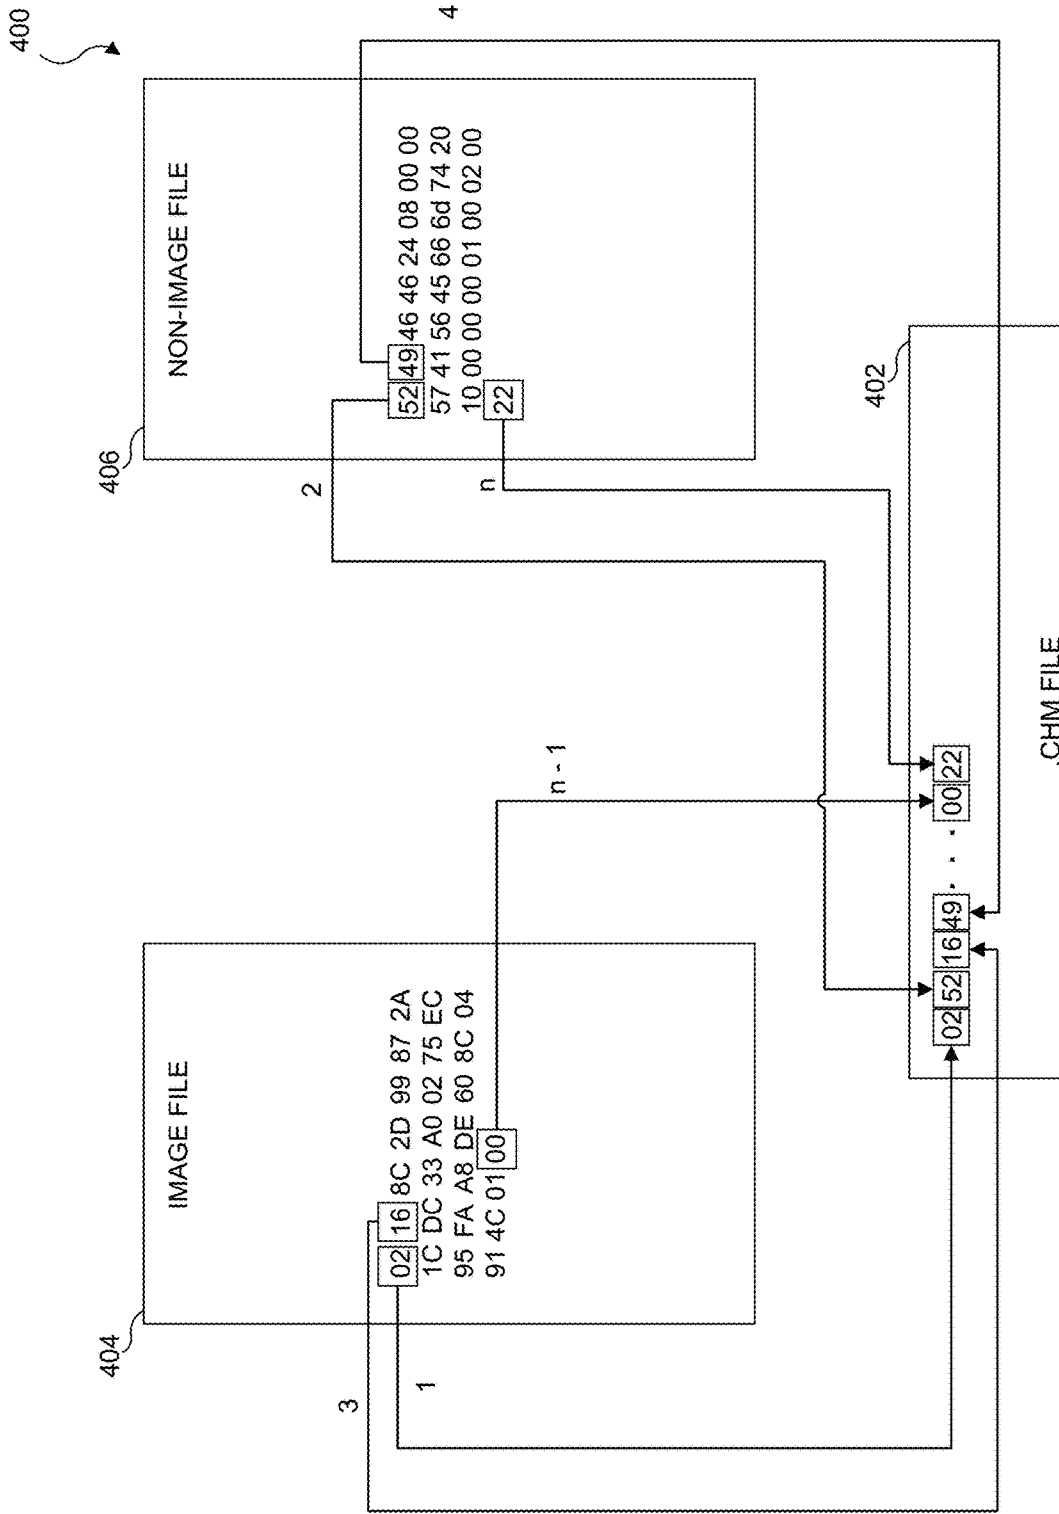 400
404
IMAGE FILE
02 16 8C 2D 99 87 2A
1C DC 33 A0 02 75 EC
95 FA A8 DE 60 8C 04
91 4C 01 00
406
NON-IMAGE FILE
52 49 46 46 24 08 00 00
57 41 56 45 66 6d 74 20
10 00 00 00 01 00 02 00
22
3
1
n - 1
2
n
4
402
02 52 16 49 . . . 00 22
.CHM FILE